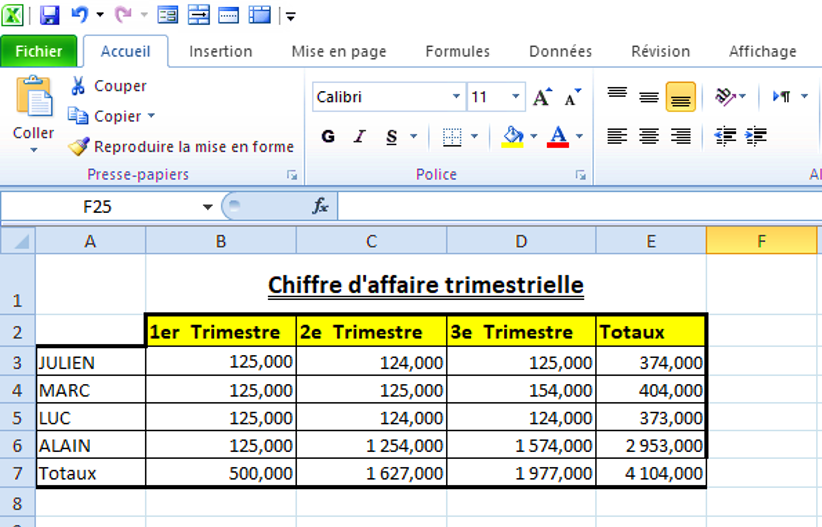 Fichier Accueil Insertion Mise en page Formules Données Révision Affichage
Coller
Couper
Copier
Reproduire la mise en forme
Presse-papiers
Calibri 11 A A
G I S A
Police
F25 fx
A B C D E F
1 Chiffre d'affaire trimestrielle
2 1er Trimestre 2e Trimestre 3e Trimestre Totaux
3 JULIEN 125,000 124,000 125,000 374,000
4 MARC 125,000 125,000 154,000 404,000
5 LUC 125,000 124,000 124,000 373,000
6 ALAIN 125,000 1 254,000 1 574,000 2 953,000
7 Totaux 500,000 1 627,000 1 977,000 4 104,000
8